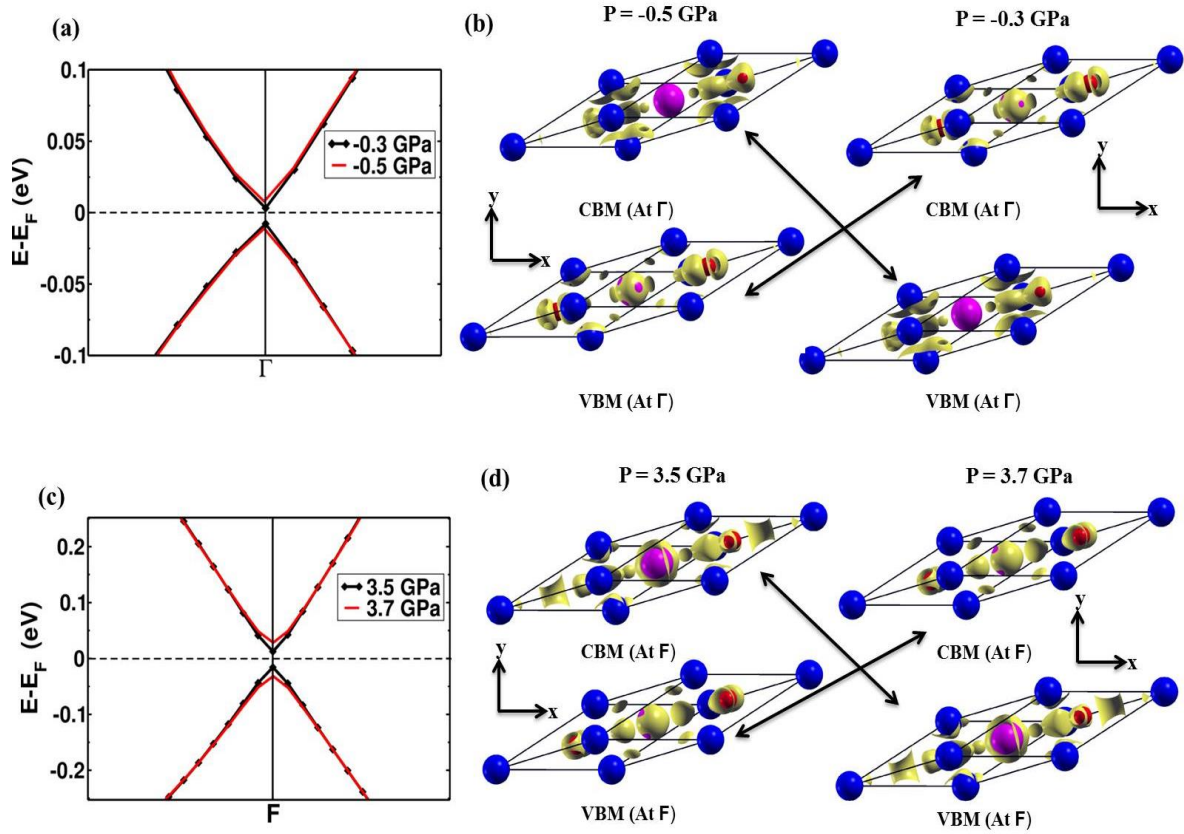 (a)
0.1
0.05
0
-0.05
-0.1
E-E_F (eV)
-0.3 GPa
-0.5 GPa
Γ
(b)
P = -0.5 GPa
P = -0.3 GPa
y
x
CBM (At Γ)
CBM (At Γ)
y
x
VBM (At Γ)
VBM (At Γ)
(c)
0.2
0.1
0
-0.1
-0.2
E-E_F (eV)
3.5 GPa
3.7 GPa
F
(d)
P = 3.5 GPa
P = 3.7 GPa
y
x
CBM (At F)
CBM (At F)
y
x
VBM (At F)
VBM (At F)